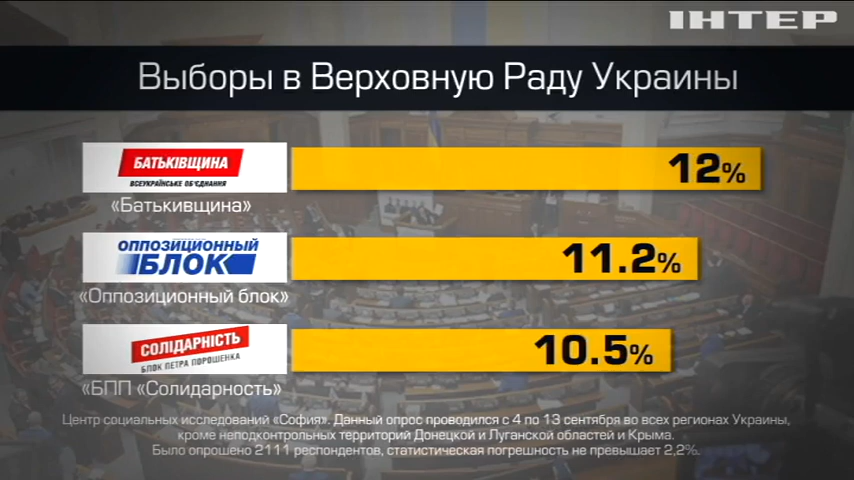 ІНТЕР
Выборы в Верховную Раду Украины
БАТЬКІВЩИНА
ВСЕУКРАЇНСЬКЕ ОБ'ЄДНАННЯ
«Батькивщина»
12%
ОППОЗИЦИОННЫЙ
БЛОК
«Оппозиционный блок»
11.2%
СОЛІДАРНІСТЬ
БЛОК ПЕТРА ПОРОШЕНКА
«БПП «Солидарность»
10.5%
Центр социальных исследований «София». Данный опрос проводился с 4 по 13 сентября во всех регионах Украины,
кроме неподконтрольных территорий Донецкой и Луганской областей и Крыма.
Было опрошено 2111 респондентов, статистическая погрешность не превышает 2,2%.